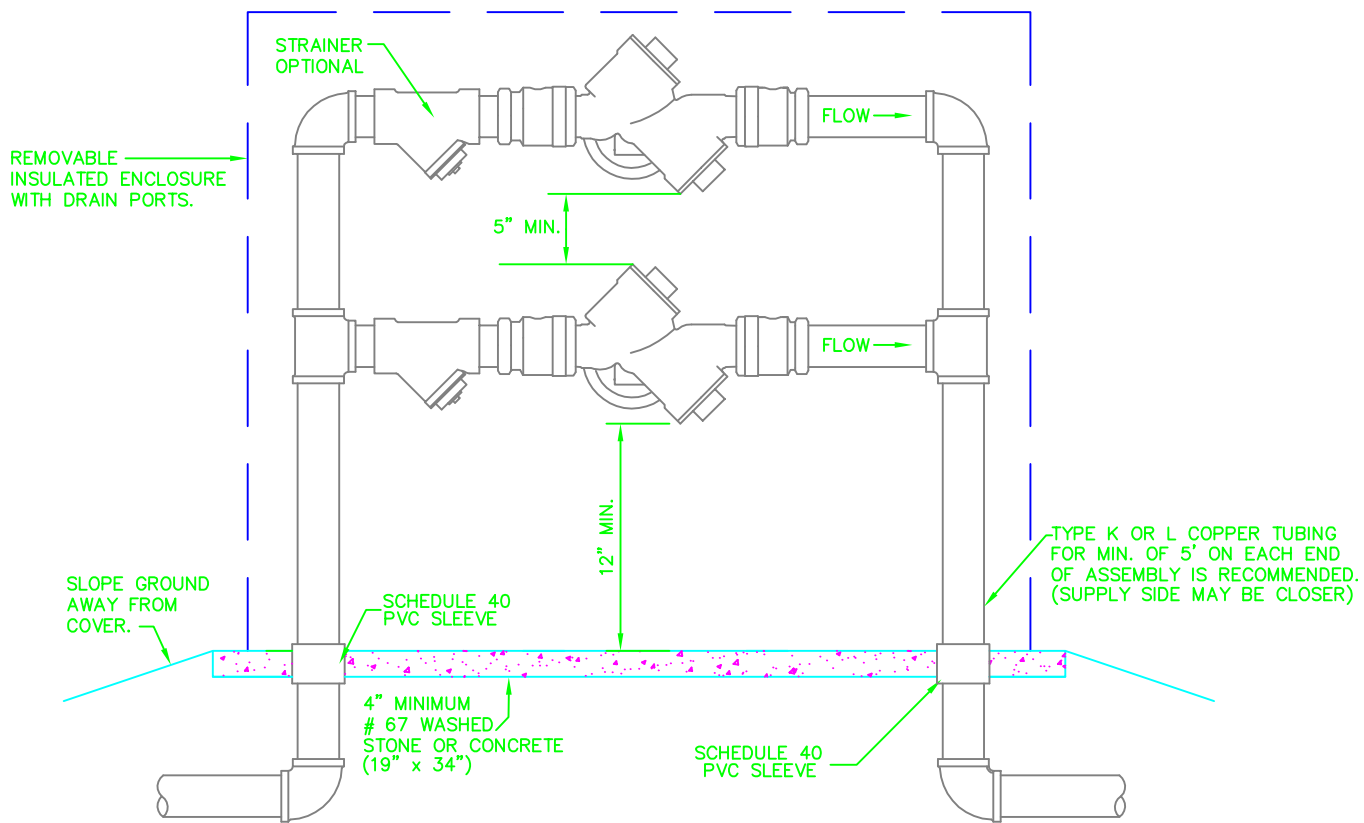 STRAINER
OPTIONAL
FLOW
REMOVABLE
INSULATED ENCLOSURE
WITH DRAIN PORTS.
5" MIN.
FLOW
12" MIN.
TYPE K OR L COPPER TUBING
FOR MIN. OF 5' ON EACH END
OF ASSEMBLY IS RECOMMENDED.
(SUPPLY SIDE MAY BE CLOSER)
SLOPE GROUND
AWAY FROM
COVER.
SCHEDULE 40
PVC SLEEVE
4" MINIMUM
# 67 WASHED
STONE OR CONCRETE
(19" x 34")
SCHEDULE 40
PVC SLEEVE